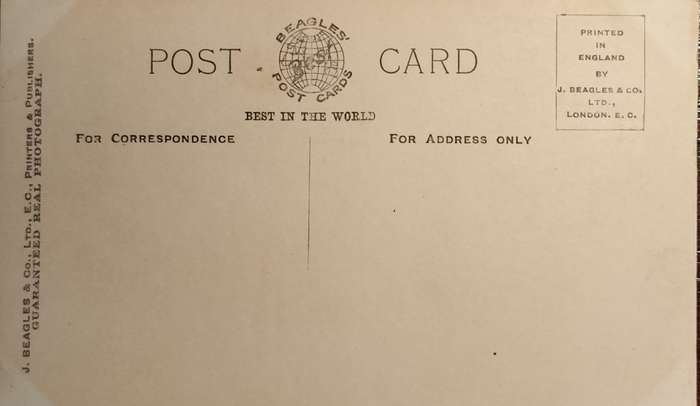 POST CARD
BEAGLES'
POST CARDS
BEST IN THE WORLD
FOR CORRESPONDENCE
FOR ADDRESS ONLY
PRINTED
IN
ENGLAND
BY
J. BEAGLES & CO.
LTD.,
LONDON. E. C.
J. BEAGLES & CO., LTD., E.C., PRINTERS & PUBLISHERS.
GUARANTEED REAL PHOTOGRAPH.